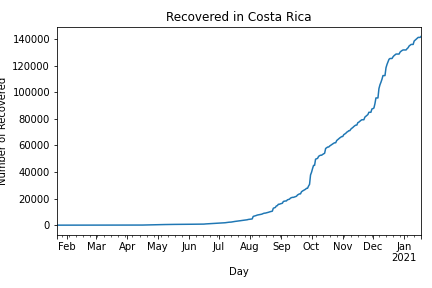 Recovered in Costa Rica
Number of Recovered
140000
120000
100000
80000
60000
40000
20000
0
Feb Mar Apr May Jun Jul Aug Sep Oct Nov Dec Jan
2021
Day